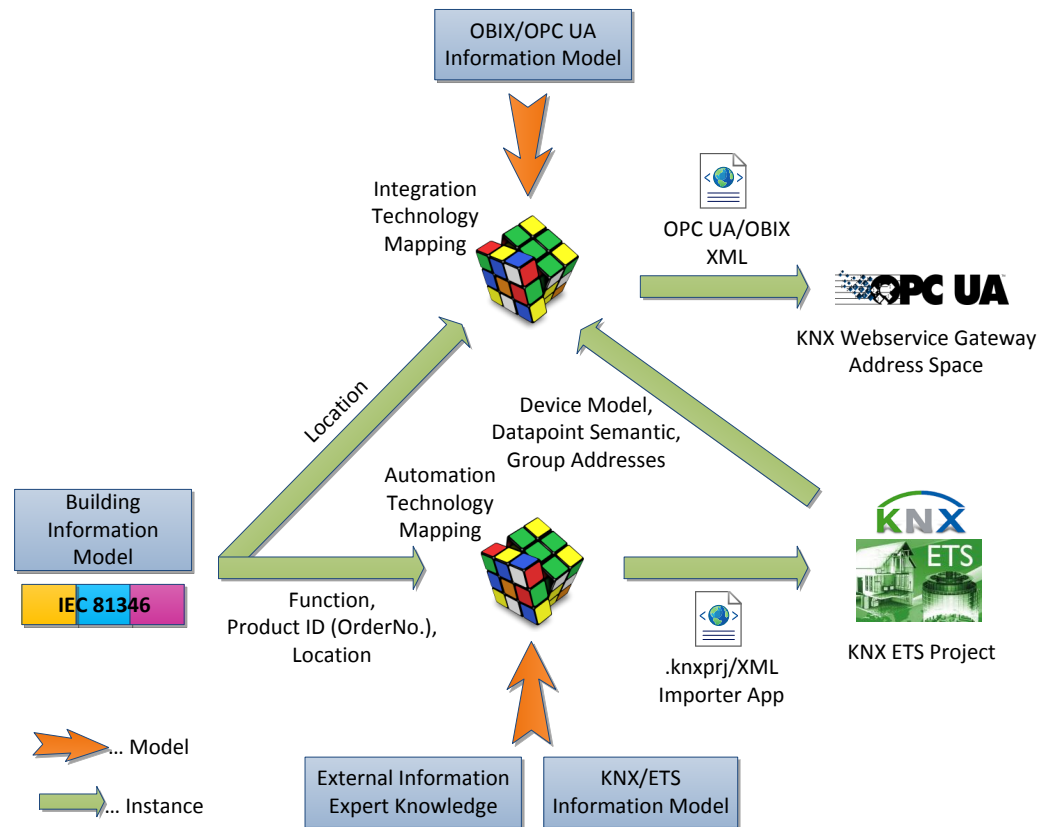 OBIX/OPC UA
Information Model
Integration
Technology
Mapping
OPC UA/OBIX
XML
OPC UA
KNX Webservice Gateway
Address Space
Location
Device Model,
Datapoint Semantic,
Group Addresses
Automation
Technology
Mapping
Building
Information
Model
IEC 81346
Function,
Product ID (OrderNo.),
Location
.knxprj/XML
Importer App
KNX
ETS
KNX ETS Project
... Model
... Instance
External Information
Expert Knowledge
KNX/ETS
Information Model